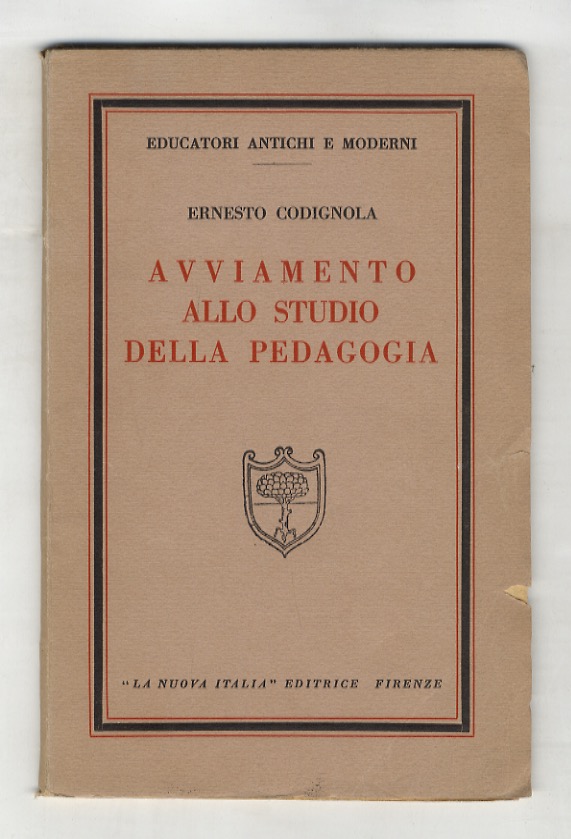 EDUCATORI ANTICHI E MODERNI
ERNESTO CODIGNOLA
AVVIAMENTO
ALLO STUDIO
DELLA PEDAGOGIA
“LA NUOVA ITALIA” EDITRICE FIRENZE